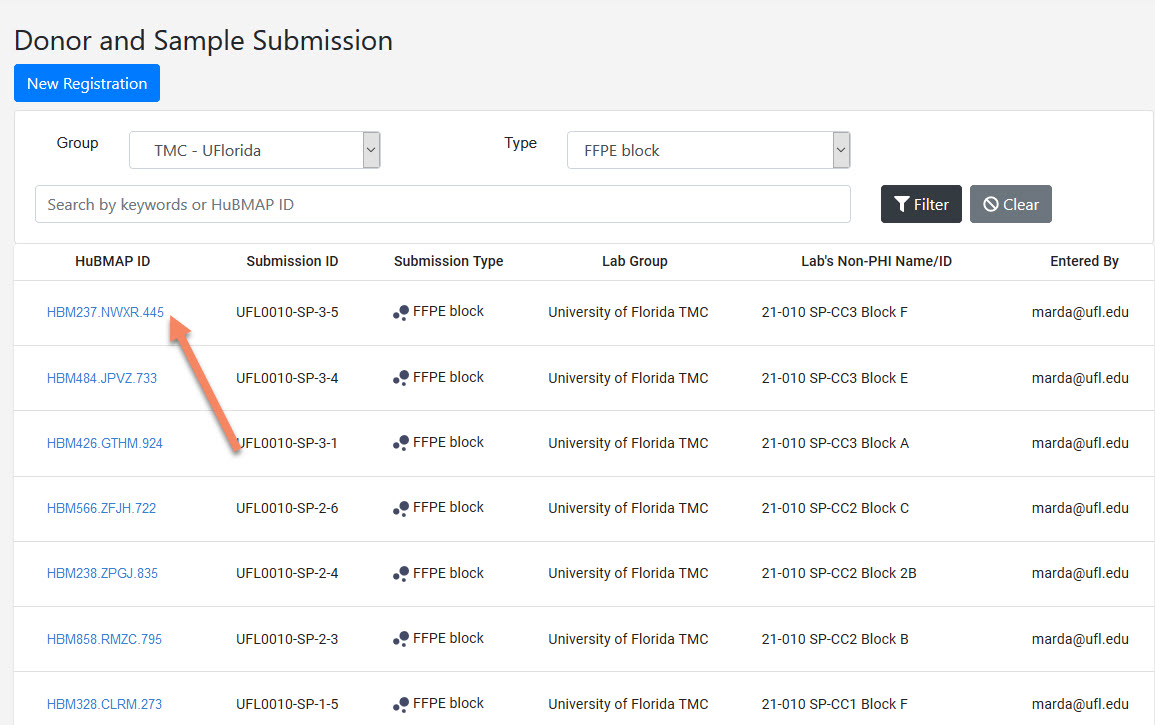 Donor and Sample Submission
New Registration
Group TMC - UFlorida Type FFPE block
Search by keywords or HuBMAP ID Filter Clear
HuBMAP ID Submission ID Submission Type Lab Group Lab's Non-PHI Name/ID Entered By
HBM237.NWXR.445 UFL0010-SP-3-5 FFPE block University of Florida TMC 21-010 SP-CC3 Block F marda@ufl.edu
HBM484.JPVZ.733 UFL0010-SP-3-4 FFPE block University of Florida TMC 21-010 SP-CC3 Block E marda@ufl.edu
HBM426.GTHM.924 UFL0010-SP-3-1 FFPE block University of Florida TMC 21-010 SP-CC3 Block A marda@ufl.edu
HBM566.ZFJH.722 UFL0010-SP-2-6 FFPE block University of Florida TMC 21-010 SP-CC2 Block C marda@ufl.edu
HBM238.ZPGJ.835 UFL0010-SP-2-4 FFPE block University of Florida TMC 21-010 SP-CC2 Block 2B marda@ufl.edu
HBM858.RMZC.795 UFL0010-SP-2-3 FFPE block University of Florida TMC 21-010 SP-CC2 Block B marda@ufl.edu
HBM328.CLRM.273 UFL0010-SP-1-5 FFPE block University of Florida TMC 21-010 SP-CC1 Block F marda@ufl.edu